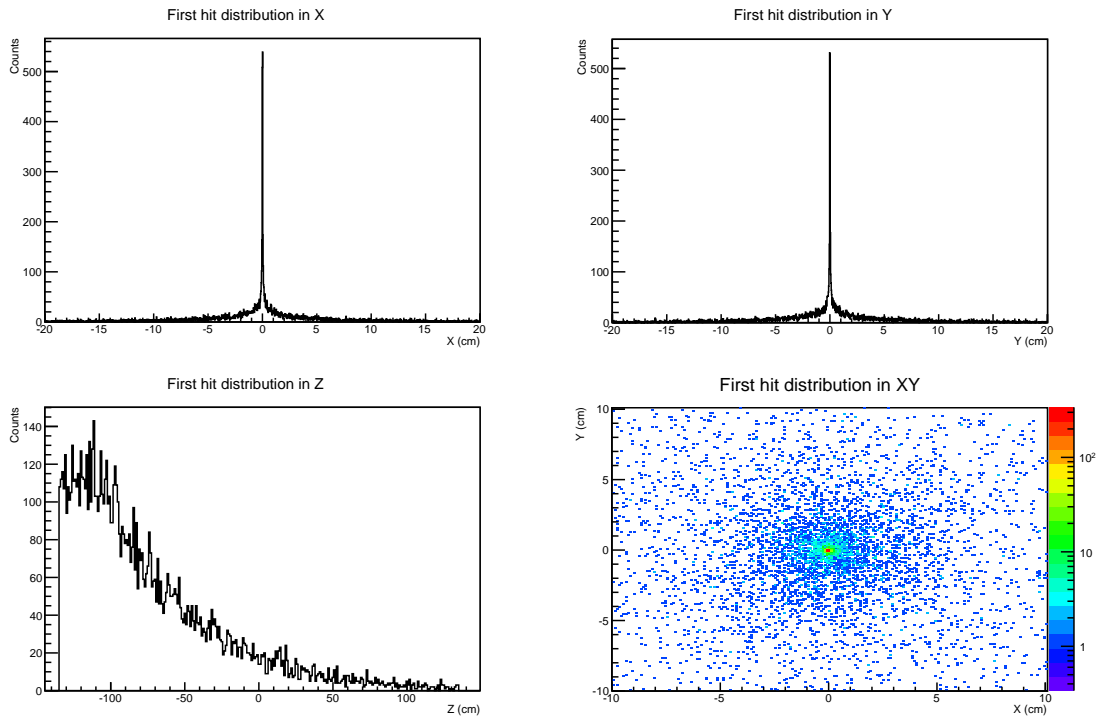 First hit distribution in X
Counts
500
400
300
200
100
0
-20 -15 -10 -5 0 5 10 15 20
X (cm)
First hit distribution in Y
Counts
500
400
300
200
100
0
-20 -15 -10 -5 0 5 10 15 20
Y (cm)
First hit distribution in Z
Counts
140
120
100
80
60
40
20
0
-100 -50 0 50 100
Z (cm)
First hit distribution in XY
Y (cm)
10
5
0
-5
-10
-10 -5 0 5 10
X (cm)
10²
10
1